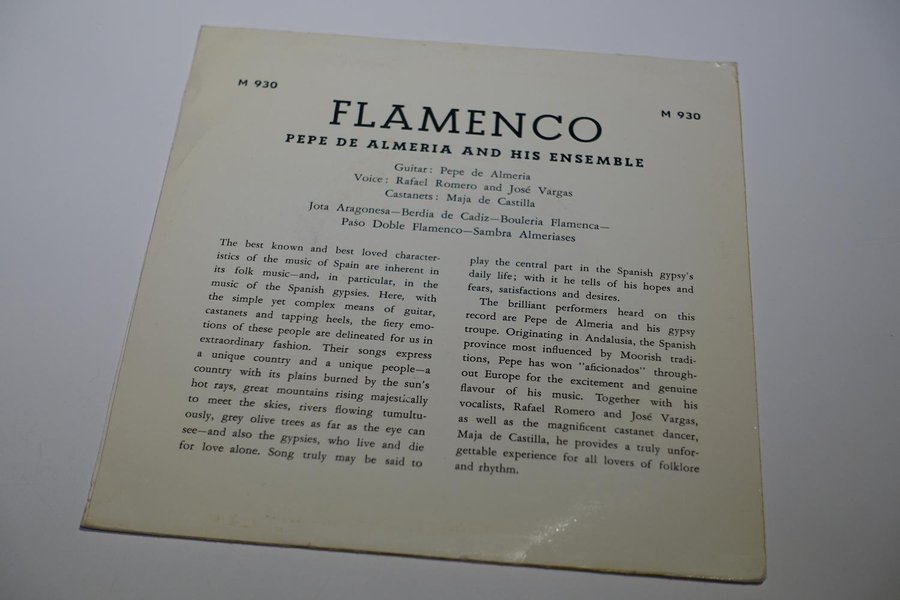 M 930
M 930
FLAMENCO
PEPE DE ALMERIA AND HIS ENSEMBLE
Guitar: Pepe de Almeria
Voice: Rafael Romero and José Vargas
Castanets: Maja de Castilla
Jota Aragonesa—Berdia de Cadiz—Bouleria Flamenca—
Paso Doble Flamenco—Sambra Almeriases
The best known and best loved character-
istics of the music of Spain are inherent in
its folk music—and, in particular, in the
music of the Spanish gypsies. Here, with
the simple yet complex means of guitar,
castanets and tapping heels, the fiery emo-
tions of these people are delineated for us in
extraordinary fashion. Their songs express
a unique country and a unique people—a
country with its plains burned by the sun's
hot rays, great mountains rising majestically
to meet the skies, rivers flowing tumultu-
ously, grey olive trees as far as the eye can
see—and also the gypsies, who live and die
for love alone. Song truly may be said to
play the central part in the Spanish gypsy's
daily life; with it he tells of his hopes and
fears, satisfactions and desires.
The brilliant performers heard on this
record are Pepe de Almeria and his gypsy
troupe. Originating in Andalusia, the Spanish
province most influenced by Moorish tradi-
tions, Pepe has won "aficionados" through-
out Europe for the excitement and genuine
flavour of his music. Together with his
vocalists, Rafael Romero and José Vargas,
as well as the magnificent castanet dancer,
Maja de Castilla, he provides a truly unfor-
gettable experience for all lovers of folklore
and rhythm.